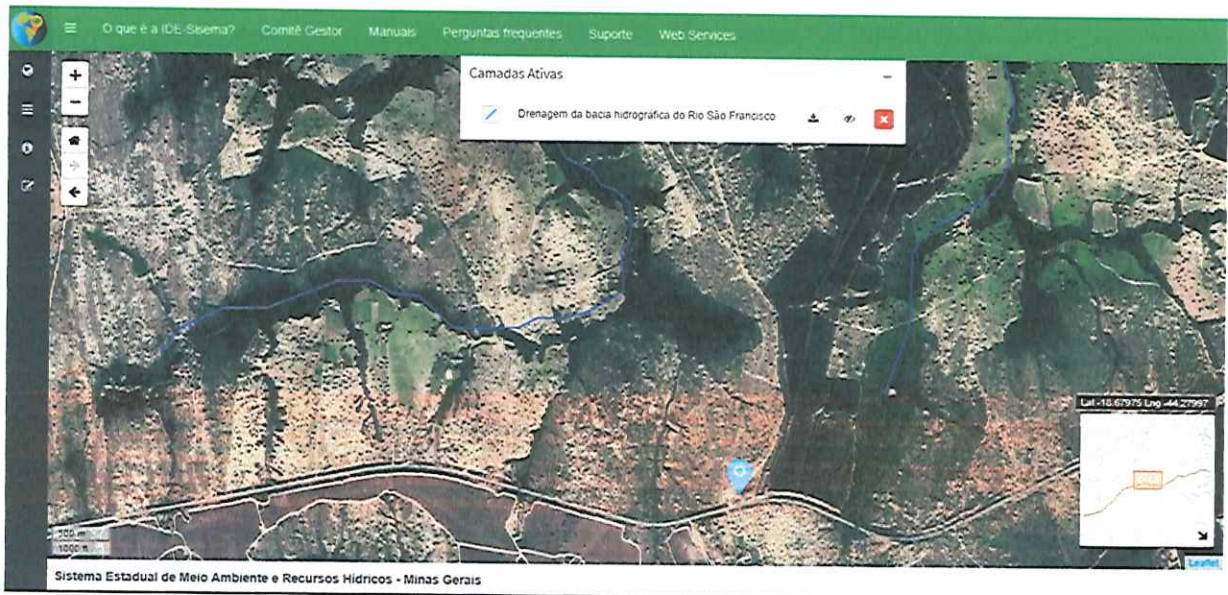 O que é a IDE-Sisema? Comitê Gestor Manuais Perguntas frequentes Suporte Web Services
Camadas Ativas
Drenagem da bacia hidrográfica do Rio São Francisco
Lat -18.67975 Lng -44.27997
300 m
1000 ft
Leaflet
Sistema Estadual de Meio Ambiente e Recursos Hídricos - Minas Gerais